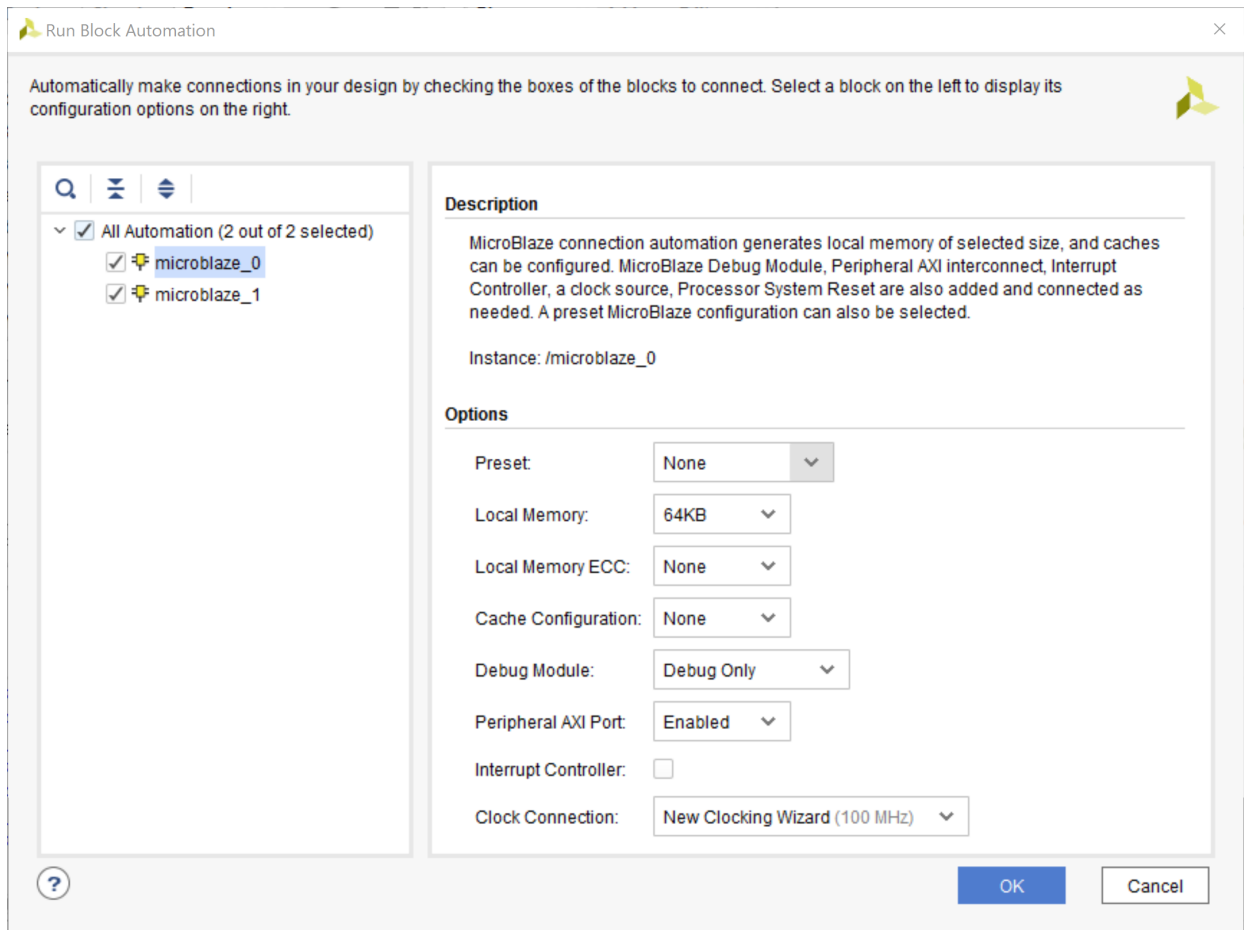 Run Block Automation
Automatically make connections in your design by checking the boxes of the blocks to connect. Select a block on the left to display its
configuration options on the right.
All Automation (2 out of 2 selected)
microblaze_0
microblaze_1
Description
MicroBlaze connection automation generates local memory of selected size, and caches
can be configured. MicroBlaze Debug Module, Peripheral AXI interconnect, Interrupt
Controller, a clock source, Processor System Reset are also added and connected as
needed. A preset MicroBlaze configuration can also be selected.
Instance: /microblaze_0
Options
Preset: None
Local Memory: 64KB
Local Memory ECC: None
Cache Configuration: None
Debug Module: Debug Only
Peripheral AXI Port: Enabled
Interrupt Controller:
Clock Connection: New Clocking Wizard (100 MHz)
?
OK Cancel